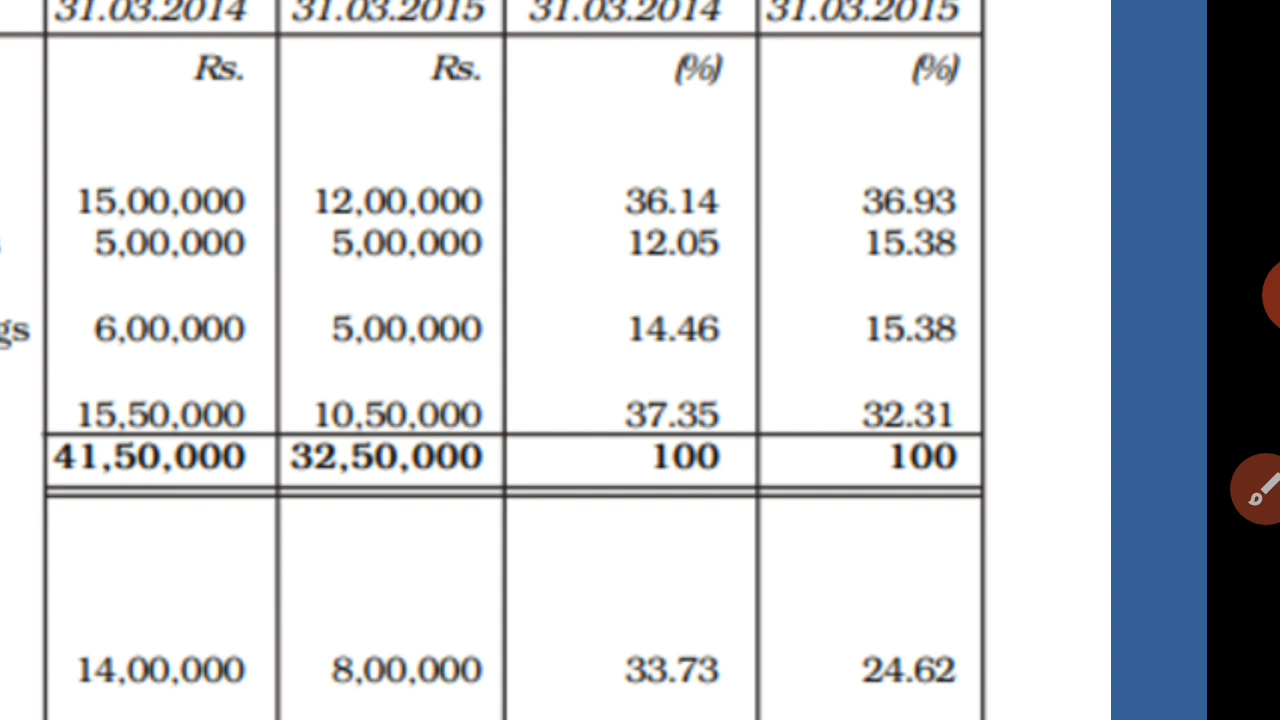 31.03.2014 31.03.2015 31.03.2014 31.03.2015
Rs. Rs. (%) (%)
15,00,000 12,00,000 36.14 36.93
5,00,000 5,00,000 12.05 15.38
gs 6,00,000 5,00,000 14.46 15.38
15,50,000 10,50,000 37.35 32.31
41,50,000 32,50,000 100 100
14,00,000 8,00,000 33.73 24.62